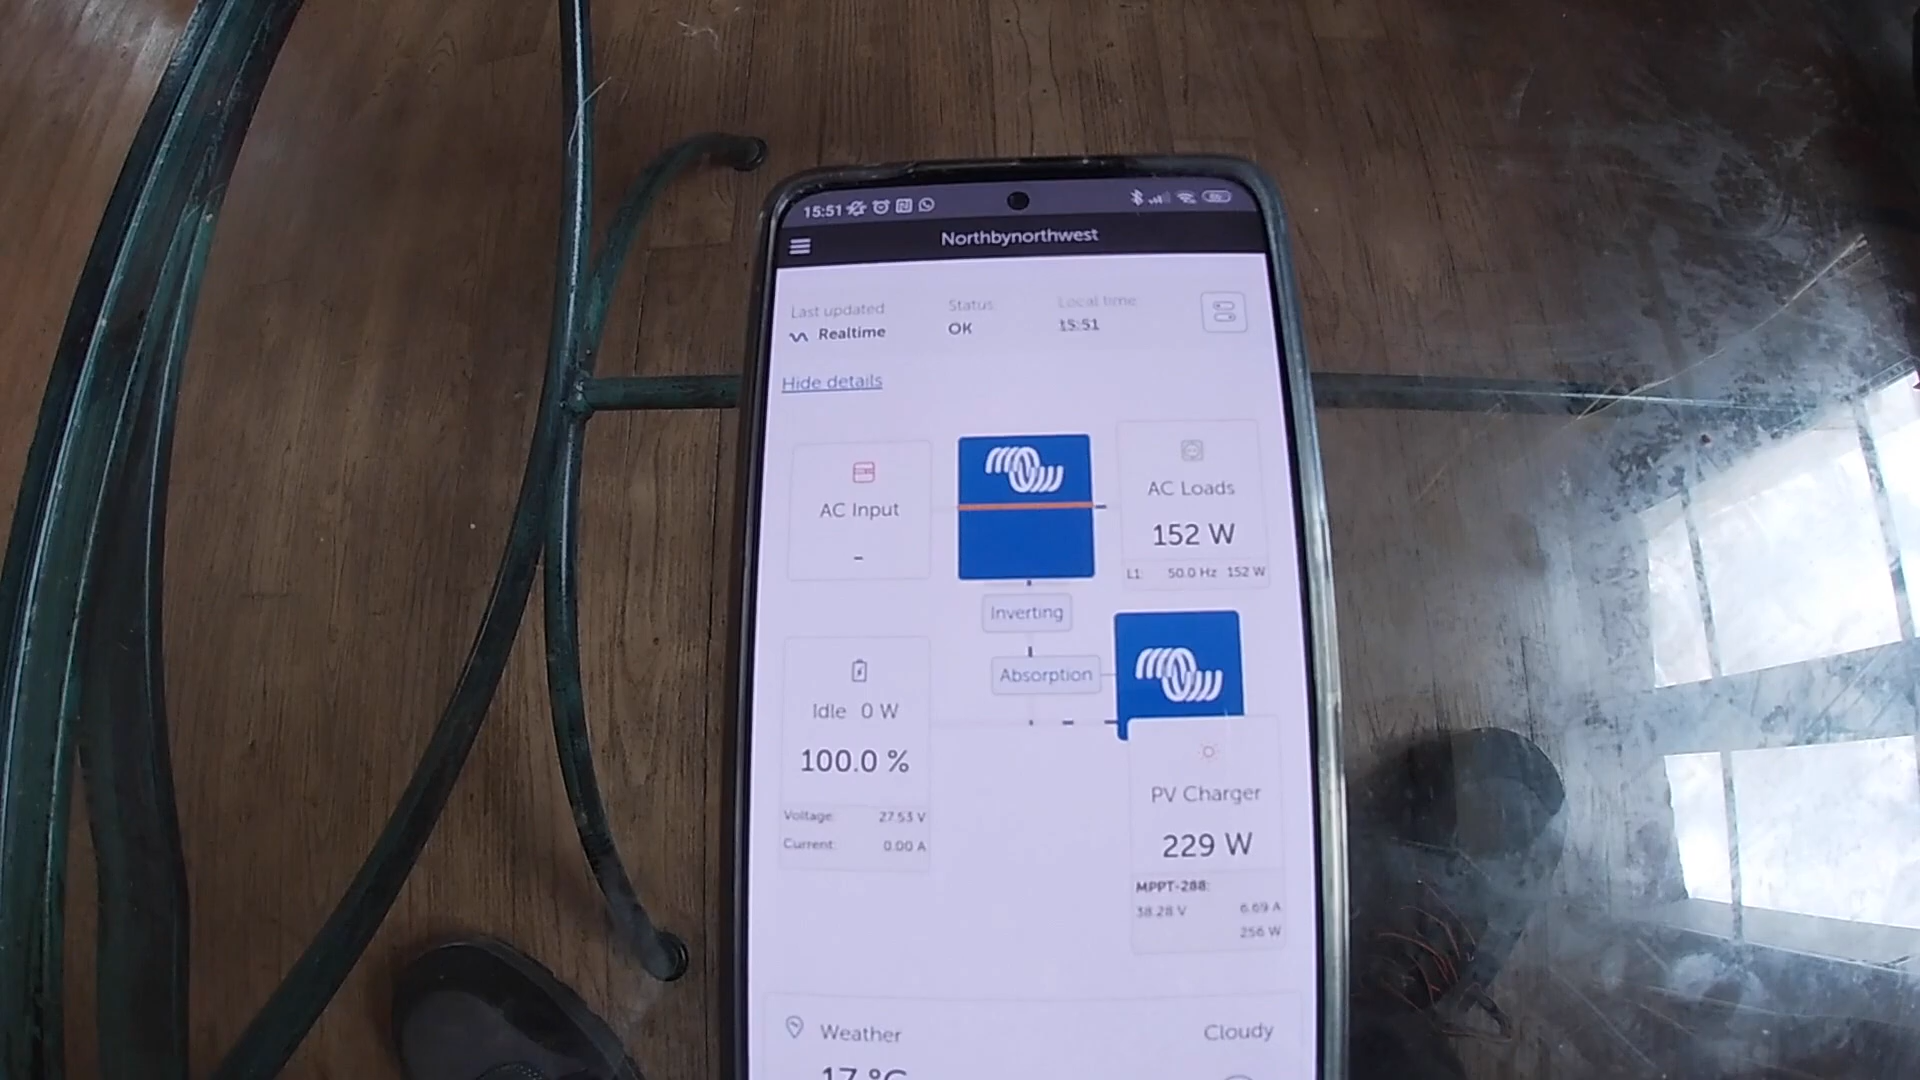 15:51
Northbynorthwest
Last updated
Realtime
Status:
OK
Local time:
15:51
Hide details
AC Input
-
AC Loads
152 W
L1: 50.0 Hz 152 W
Inverting
Absorption
Idle 0 W
100.0 %
Voltage: 27.53 V
Current: 0.00 A
PV Charger
229 W
MPPT-288:
38.28 V 6.69 A
256 W
Weather Cloudy
17 °C